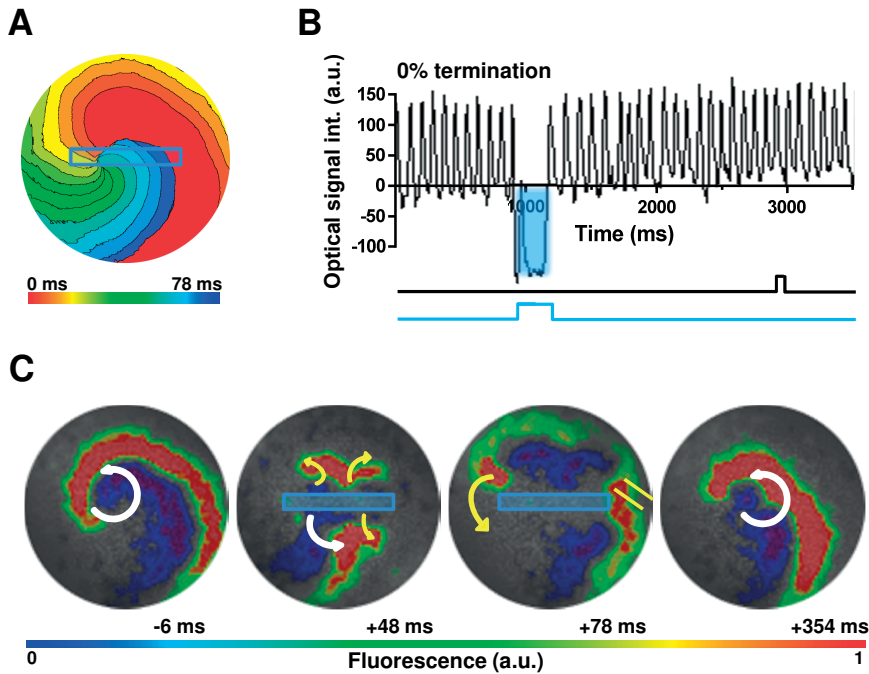 A
B
0% termination
Optical signal int. (a.u.)
150
100
50
0
-50
-100
1000
2000
3000
Time (ms)
0 ms
78 ms
C
-6 ms
+48 ms
+78 ms
+354 ms
0
Fluorescence (a.u.)
1